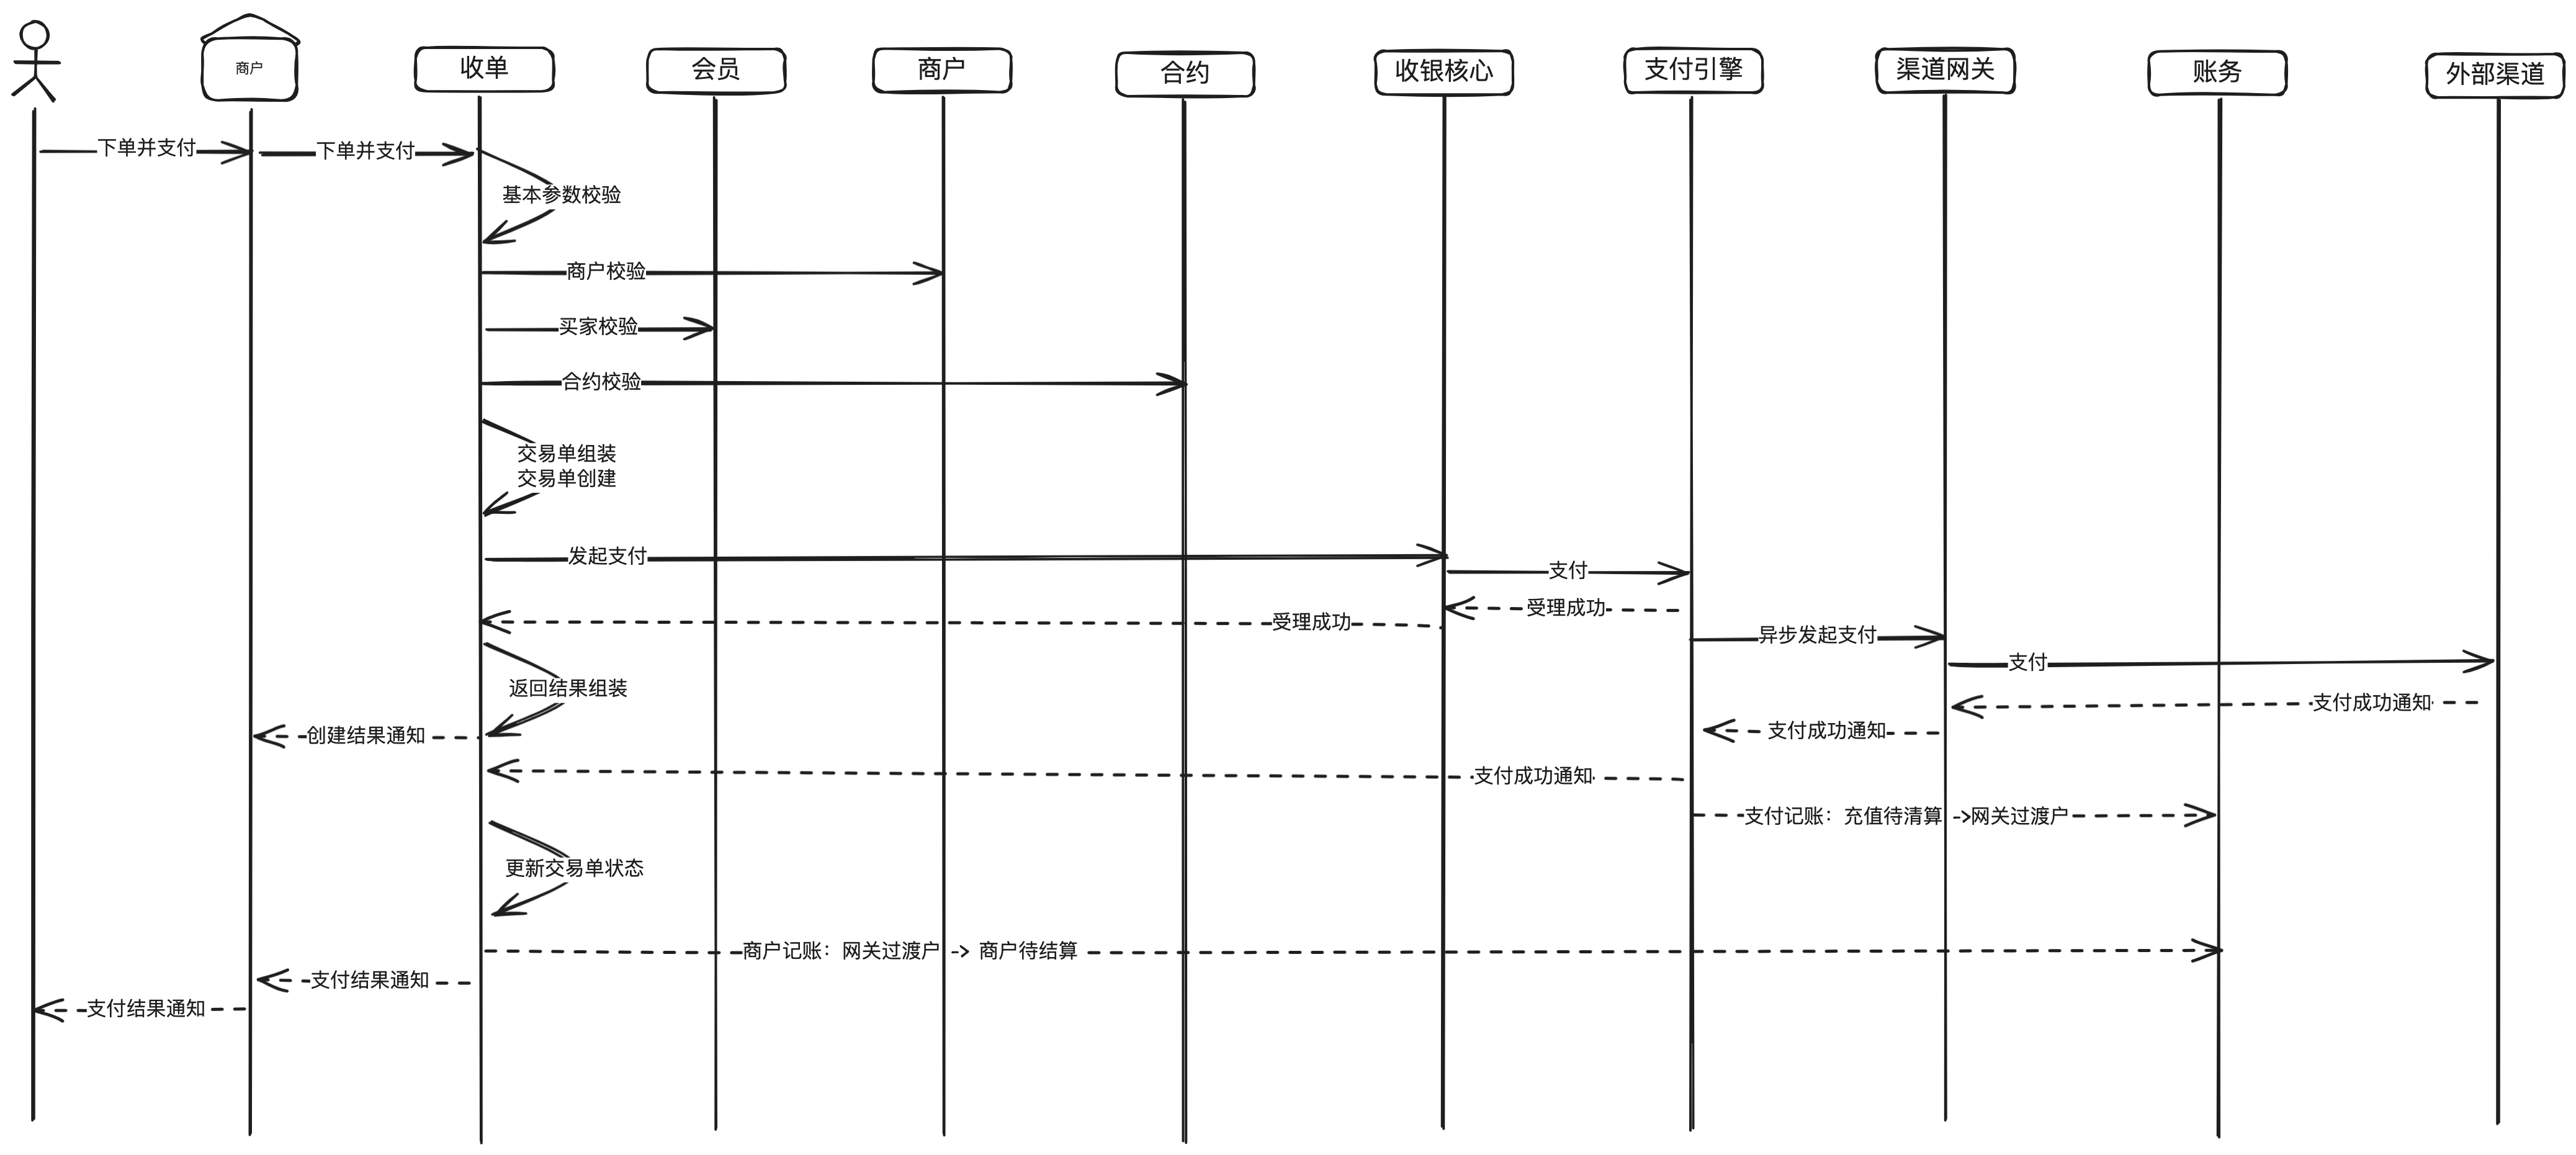 商户
收单
会员
商户
合约
收银核心
支付引擎
渠道网关
账务
外部渠道
下单并支付
下单并支付
基本参数校验
商户校验
买家校验
合约校验
交易单组装
交易单创建
发起支付
支付
受理成功
受理成功
异步发起支付
支付
返回结果组装
支付成功通知
支付成功通知
创建结果通知
支付成功通知
支付记账：充值待清算 ->网关过渡户
更新交易单状态
商户记账：网关过渡户 -> 商户待结算
支付结果通知
支付结果通知